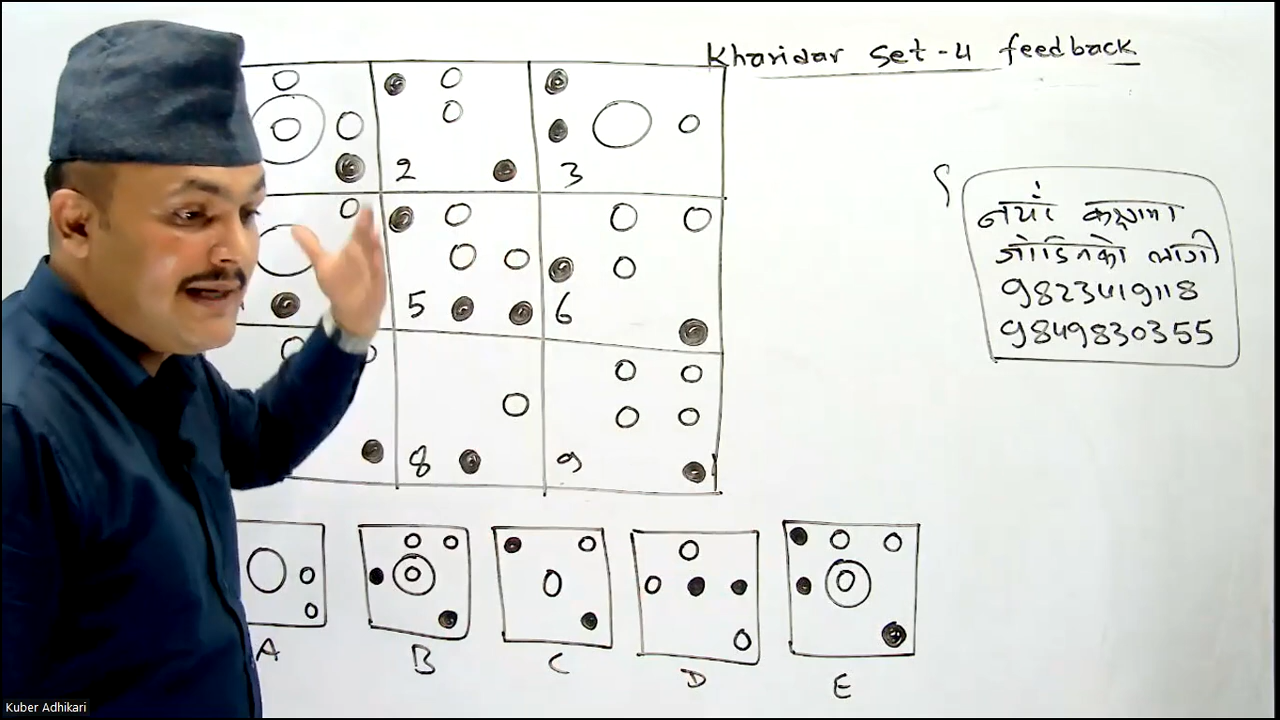 Kharidar Set-4 feedback
2
3
5
6
8
9
नयाँ कक्षामा
जोडिनको लागी
9823419118
9849830355
A
B
C
D
E
Kuber Adhikari